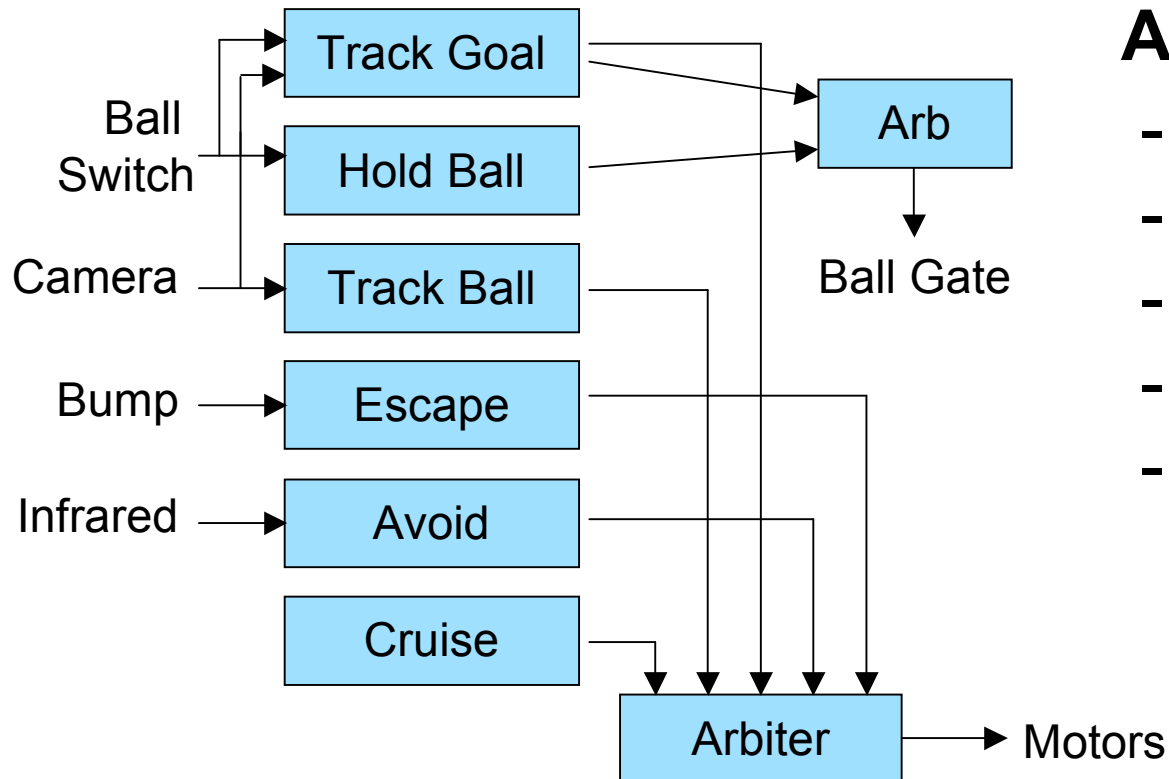 Track Goal
A
Ball
Switch
Arb
-
Hold Ball
-
Camera
Track Ball
Ball Gate
-
Bump
Escape
-
Infrared
Avoid
-
Cruise
Arbiter
Motors